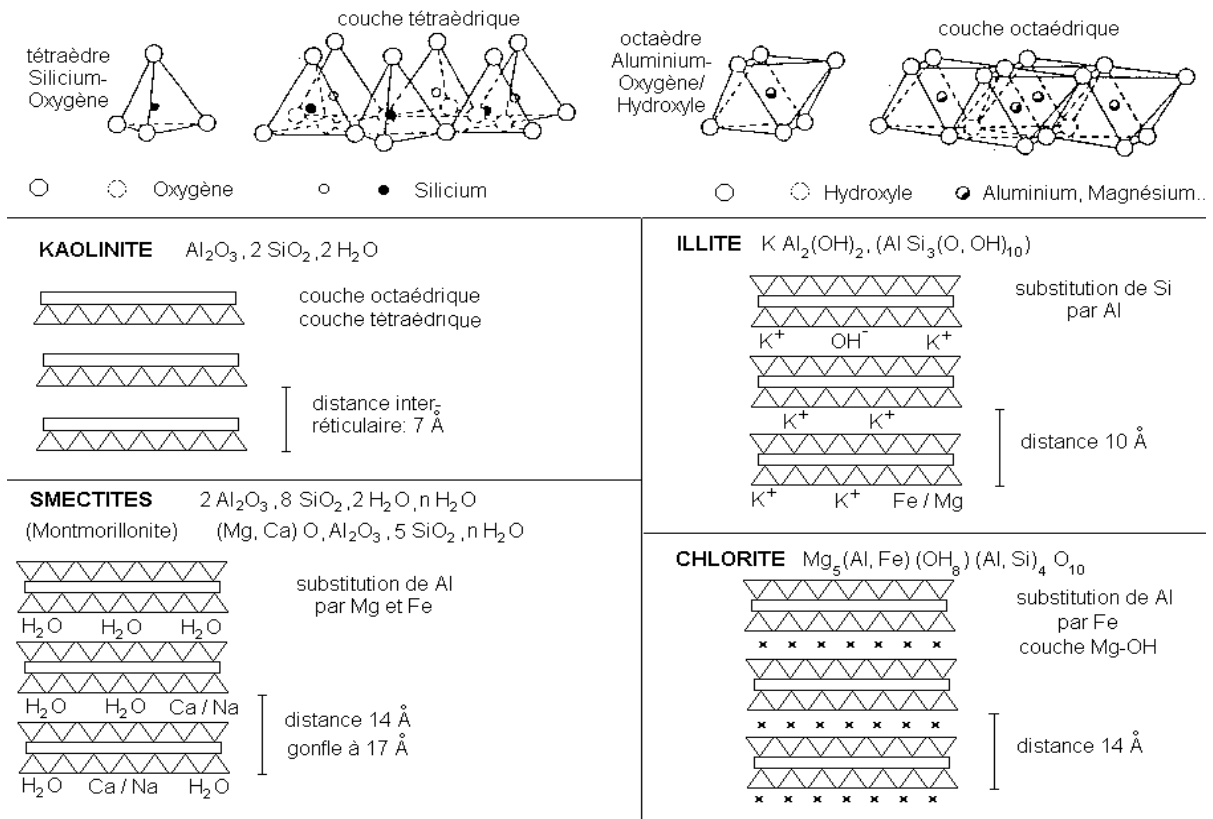 couche tétraèdrique
tétraèdre
Silicium-
Oxygène
octaèdre
Aluminium-
Oxygène/
Hydroxyle
couche octaédrique
Oxygène
Silicium
Hydroxyle
Aluminium, Magnésium..
KAOLINITE Al₂O₃, 2 SiO₂, 2 H₂O
couche octaédrique
couche tétraèdrique
distance inter-
réticulaire: 7 Å
ILLITE K Al₂(OH)₂, (Al Si₃(O, OH)₁₀)
substitution de Si
par Al
K⁺ OH⁻ K⁺
K⁺ K⁺
distance 10 Å
K⁺ K⁺ Fe / Mg
SMECTITES 2 Al₂O₃, 8 SiO₂, 2 H₂O, n H₂O
(Montmorillonite) (Mg, Ca) O, Al₂O₃, 5 SiO₂, n H₂O
substitution de Al
par Mg et Fe
H₂O H₂O H₂O
H₂O H₂O Ca / Na
distance 14 Å
gonfle à 17 Å
H₂O Ca / Na H₂O
CHLORITE Mg₅(Al, Fe) (OH₈) (Al, Si)₄ O₁₀
substitution de Al
par Fe
couche Mg-OH
distance 14 Å